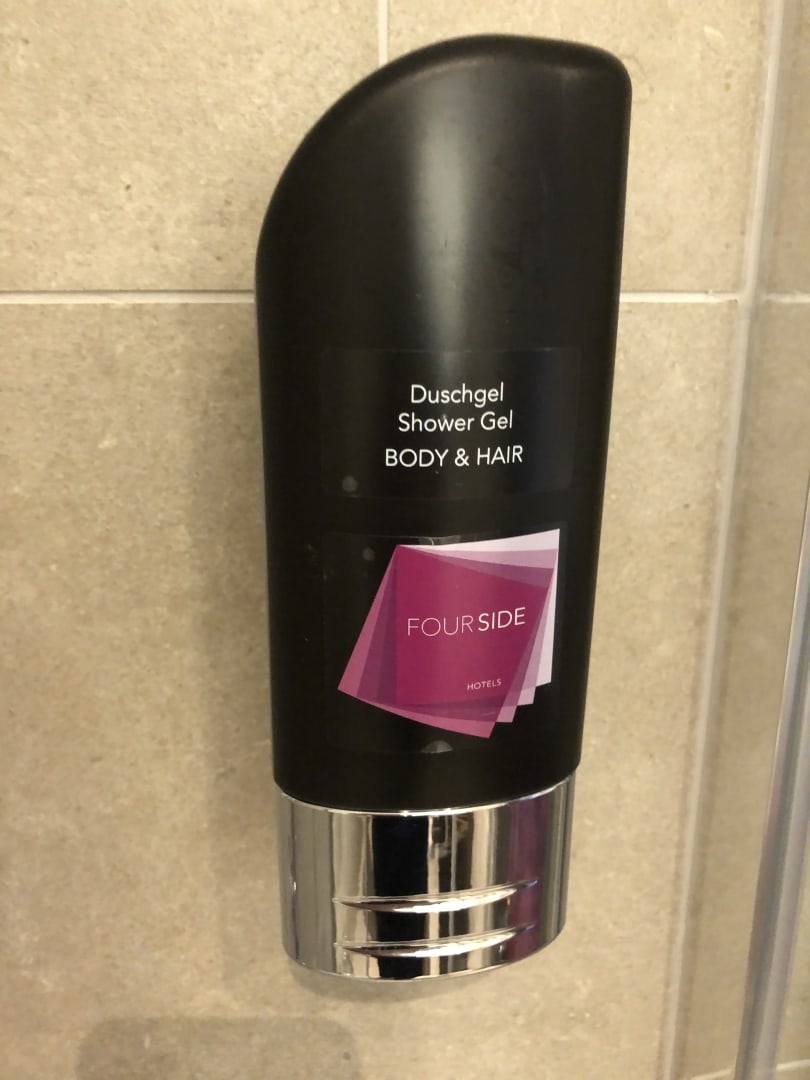 Duschgel
Shower Gel
BODY & HAIR
FOURSIDE
HOTELS